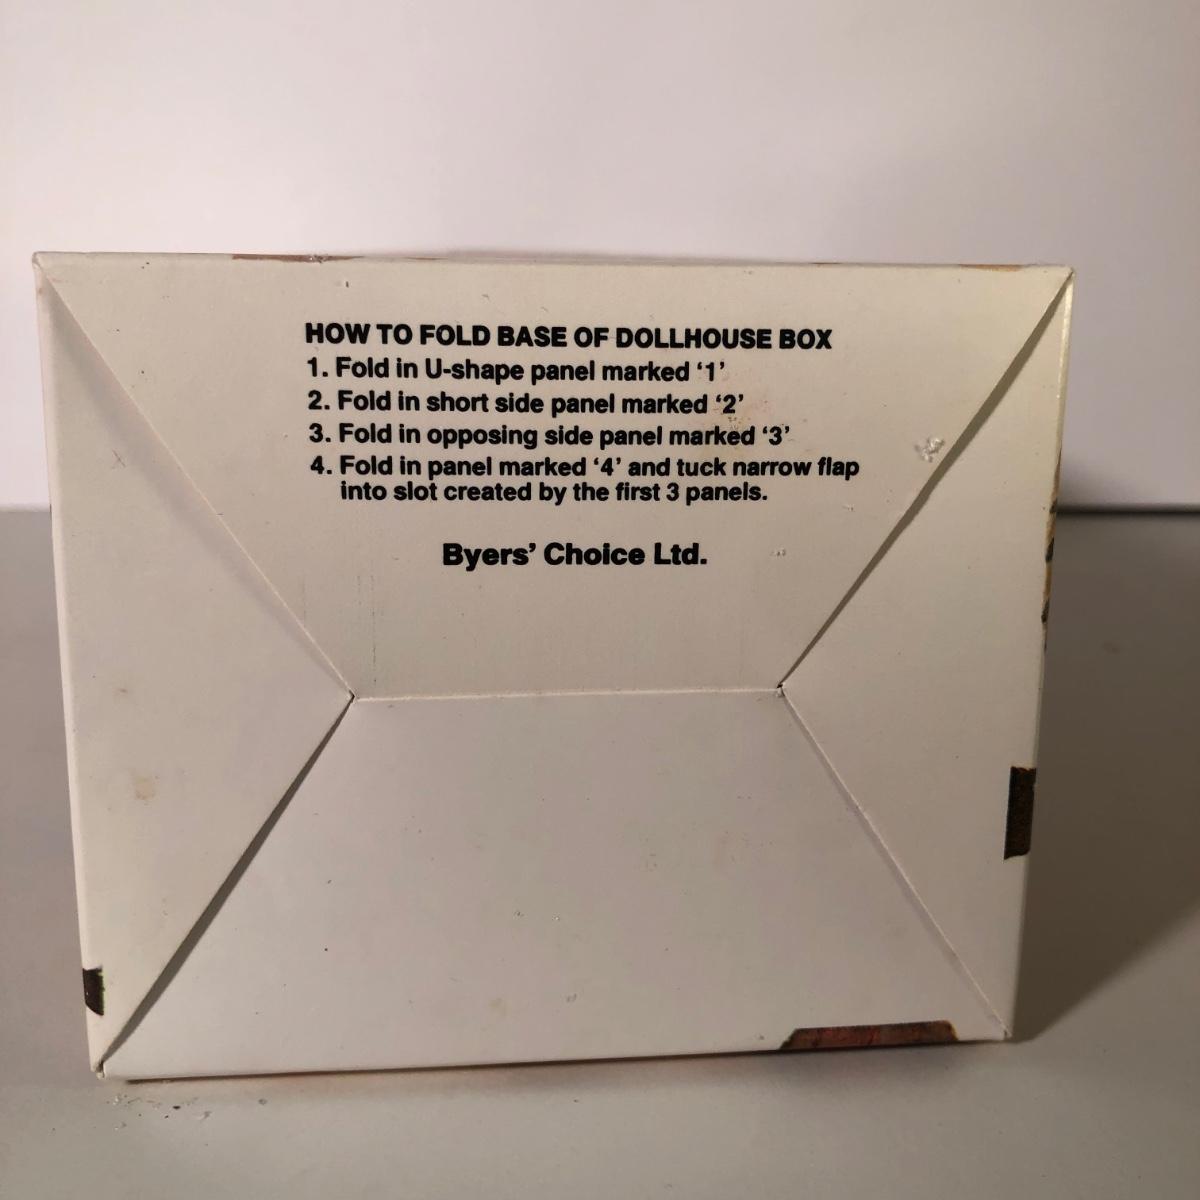 HOW TO FOLD BASE OF DOLLHOUSE BOX
1. Fold in U-shape panel marked ‘1’
2. Fold in short side panel marked ‘2’
3. Fold in opposing side panel marked ‘3’
4. Fold in panel marked ‘4’ and tuck narrow flap
into slot created by the first 3 panels.
Byers’ Choice Ltd.